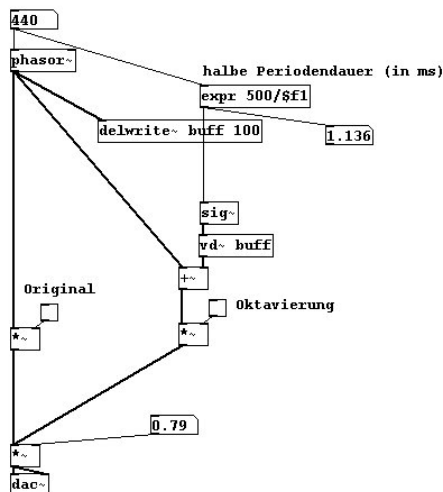 440
phasor~
halbe Periodendauer (in ms)
expr 500/$f1
delwrite~ buff 100
1.136
sig~
vd~ buff
+~
Original
Oktavierung
*~
*~
0.79
*~
dac~